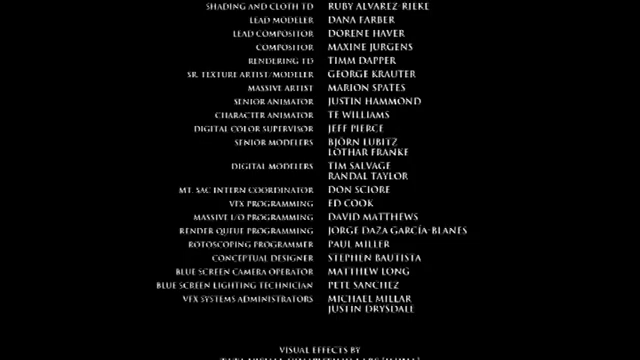 SHADING AND CLOTH TD RUBY ALVAREZ-RIEKE
LEAD MODELER DANA FARBER
LEAD COMPOSITOR DORENE HAVER
COMPOSITOR MAXINE JURGENS
RENDERING TD TIMM DAPPER
SR. TEXTURE ARTIST/MODELER GEORGE KRAUTER
MASSIVE ARTIST MARION SPATES
SENIOR ANIMATOR JUSTIN HAMMOND
CHARACTER ANIMATOR TE WILLIAMS
DIGITAL COLOR SUPERVISOR JEFF PIERCE
SENIOR MODELERS BJÖRN LUBITZ
LOTHAR FRANKE
DIGITAL MODELERS TIM SALVAGE
RANDAL TAYLOR
MT. SAC INTERN COORDINATOR DON SCIORE
VFX PROGRAMMING ED COOK
MASSIVE I/O PROGRAMMING DAVID MATTHEWS
RENDER QUEUE PROGRAMMING JORGE DAZA GARCÍA-BLANES
ROTOSCOPING PROGRAMMER PAUL MILLER
CONCEPTUAL DESIGNER STEPHEN BAUTISTA
BLUE SCREEN CAMERA OPERATOR MATTHEW LONG
BLUE SCREEN LIGHTING TECHNICIAN PETE SANCHEZ
VFX SYSTEMS ADMINISTRATORS MICHAEL MILLAR
JUSTIN DRYSDALE
VISUAL EFFECTS BY